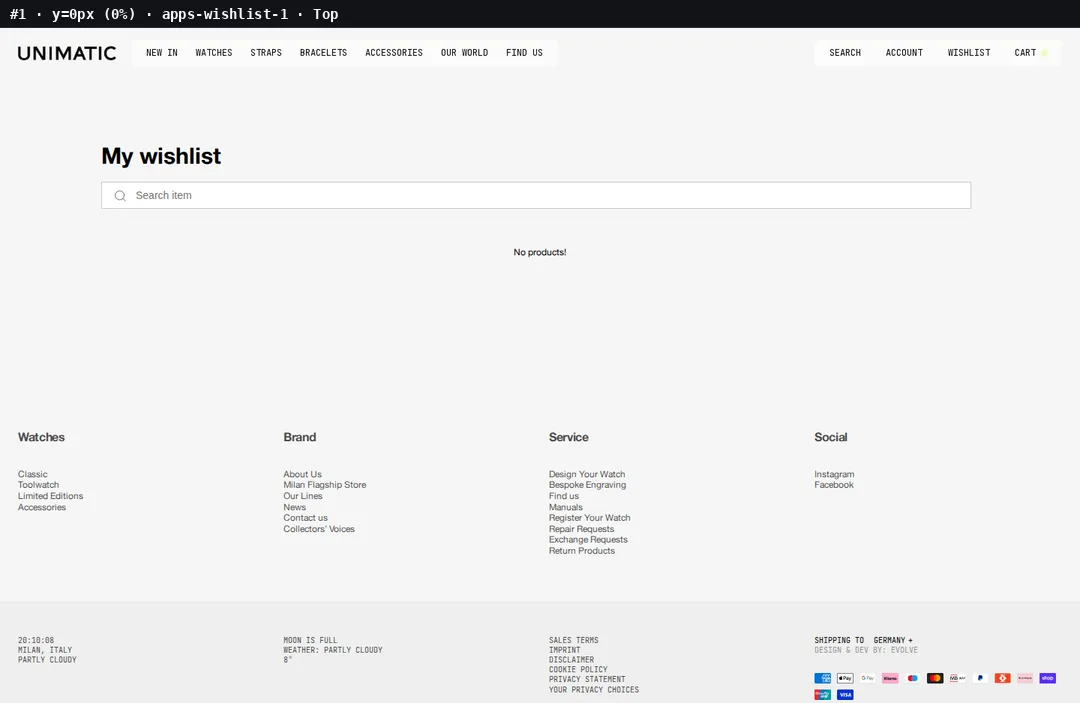 #1 · y=0px (0%) · apps-wishlist-1 · Top
UNIMATIC
NEW IN WATCHES STRAPS BRACELETS ACCESSORIES OUR WORLD FIND US
SEARCH ACCOUNT WISHLIST CART
My wishlist
Search item
No products!
Watches
Classic
Toolwatch
Limited Editions
Accessories
Brand
About Us
Milan Flagship Store
Our Lines
News
Contact us
Collectors' Voices
Service
Design Your Watch
Bespoke Engraving
Find us
Manuals
Register Your Watch
Repair Requests
Exchange Requests
Return Products
Social
Instagram
Facebook
20:10:08
MILAN, ITALY
PARTLY CLOUDY
MOON IS FULL
WEATHER: PARTLY CLOUDY
8°
SALES TERMS
IMPRINT
DISCLAIMER
COOKIE POLICY
PRIVACY STATEMENT
YOUR PRIVACY CHOICES
SHIPPING TO GERMANY +
DESIGN & DEV BY: EVOLVE
Pay G Pay Klarna shop
VISA